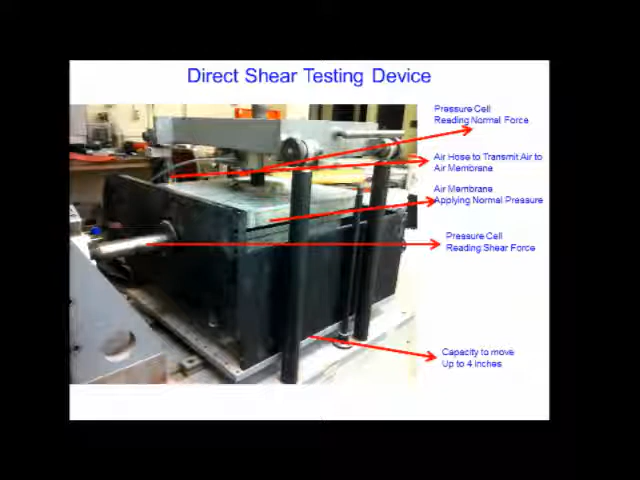 Direct Shear Testing Device
Pressure Cell
Reading Normal Force
Air Hose to Transmit Air to
Air Membrane
Air Membrane
Applying Normal Pressure
Pressure Cell
Reading Shear Force
Capacity to move
Up to 4 inches